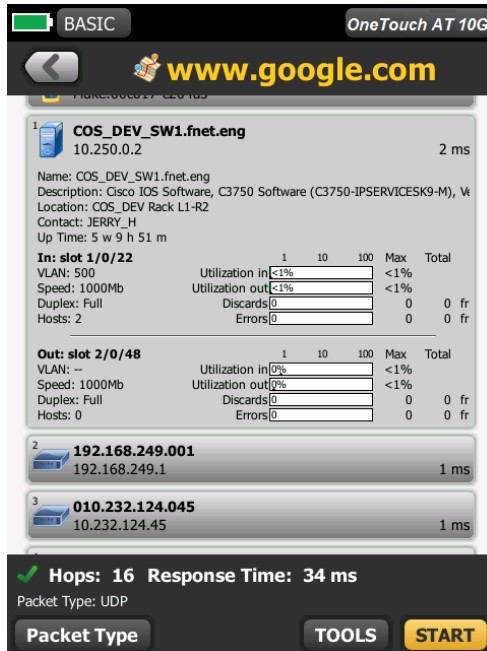 BASIC
OneTouch AT 10G
www.google.com
1 COS_DEV_SW1.fnet.eng
10.250.0.2 2 ms
Name: COS_DEV_SW1.fnet.eng
Description: Cisco IOS Software, C3750 Software (C3750-IPSERVICESK9-M), Ve
Location: COS_DEV Rack L1-R2
Contact: JERRY_H
Up Time: 5 w 9 h 51 m
In: slot 1/0/22 1 10 100 Max Total
VLAN: 500 Utilization in <1% <1%
Speed: 1000Mb Utilization out <1% <1%
Duplex: Full Discards 0 0 0 fr
Hosts: 2 Errors 0 0 0 fr
Out: slot 2/0/48 1 10 100 Max Total
VLAN: -- Utilization in 0% <1%
Speed: 1000Mb Utilization out 0% <1%
Duplex: Full Discards 0 0 0 fr
Hosts: 0 Errors 0 0 0 fr
2 192.168.249.001
192.168.249.1 1 ms
3 010.232.124.045
10.232.124.45 1 ms
Hops: 16 Response Time: 34 ms
Packet Type: UDP
Packet Type TOOLS START